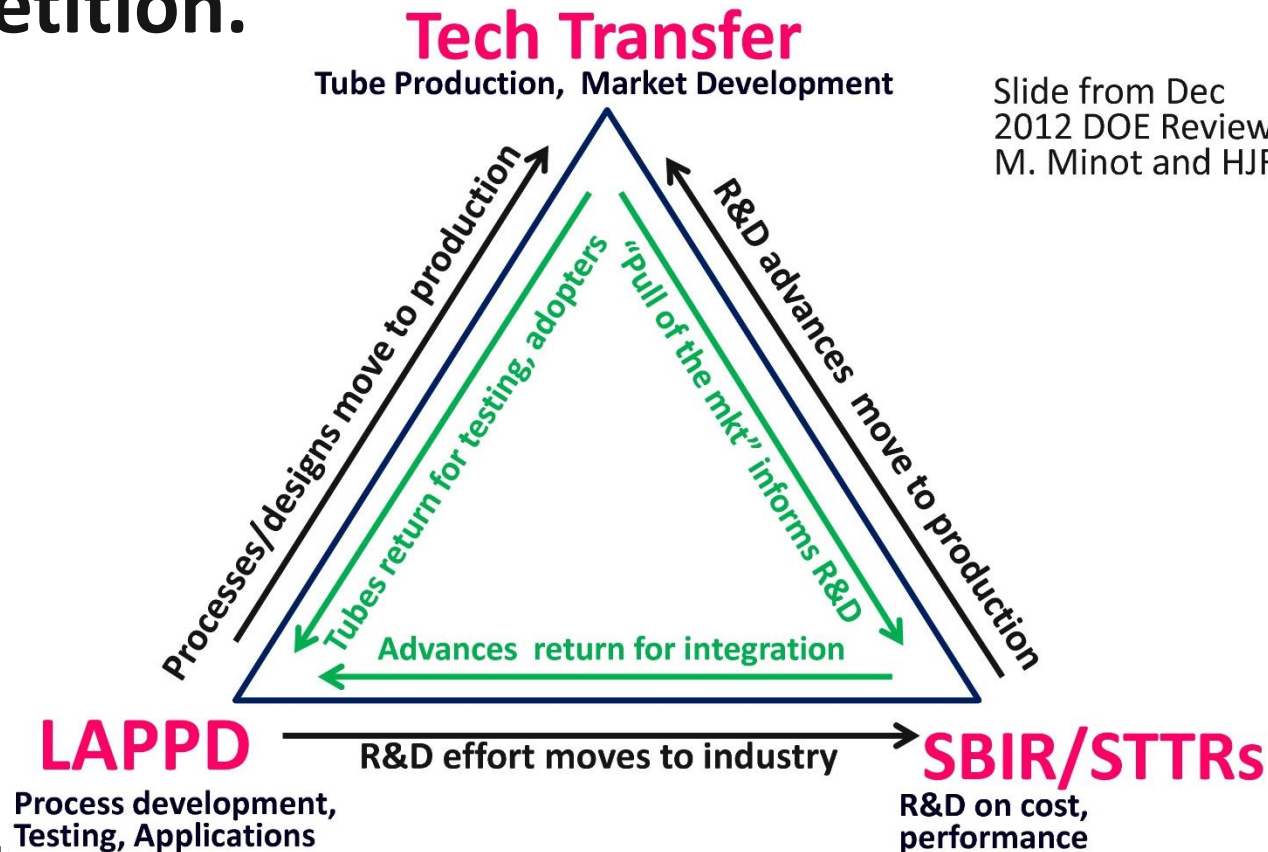 etition.
Tech Transfer
Tube Production, Market Development
Slide from Dec
2012 DOE Review
M. Minot and HJF
Processes/designs move to production
Tubes return for testing, adopters
“Pull of the mkt” informs R&D
R&D advances move to production
Advances return for integration
LAPPD
R&D effort moves to industry
SBIR/STTRs
Process development,
Testing, Applications
R&D on cost,
performance